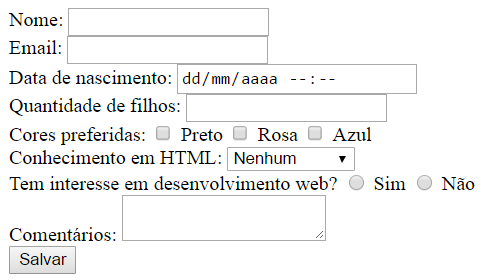 Nome:
Email:
Data de nascimento: dd/mm/aaaa --:--
Quantidade de filhos:
Cores preferidas: Preto Rosa Azul
Conhecimento em HTML: Nenhum
Tem interesse em desenvolvimento web? Sim Não
Comentários:
Salvar